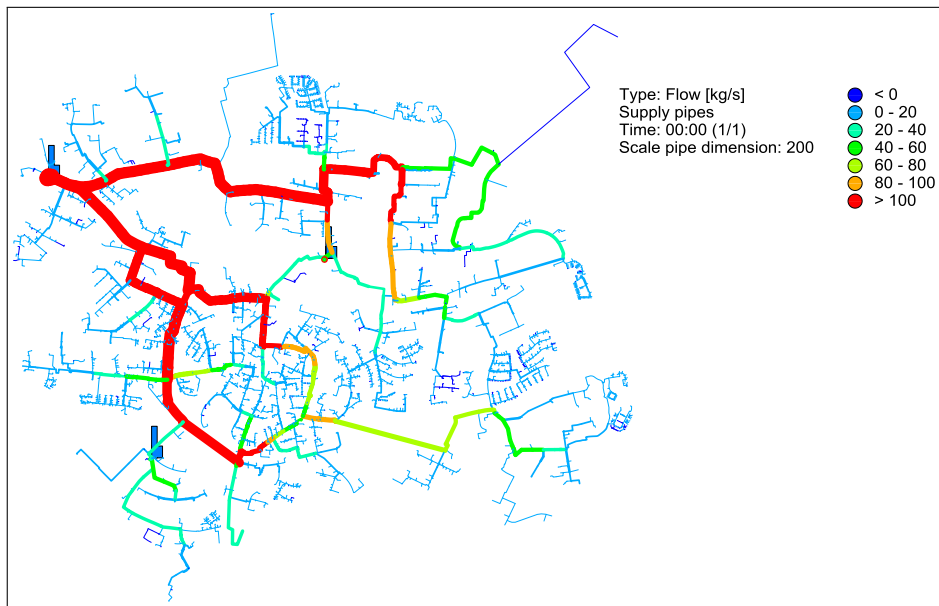 Type: Flow [kg/s]
Supply pipes
Time: 00:00 (1/1)
Scale pipe dimension: 200
< 0
0 - 20
20 - 40
40 - 60
60 - 80
80 - 100
> 100